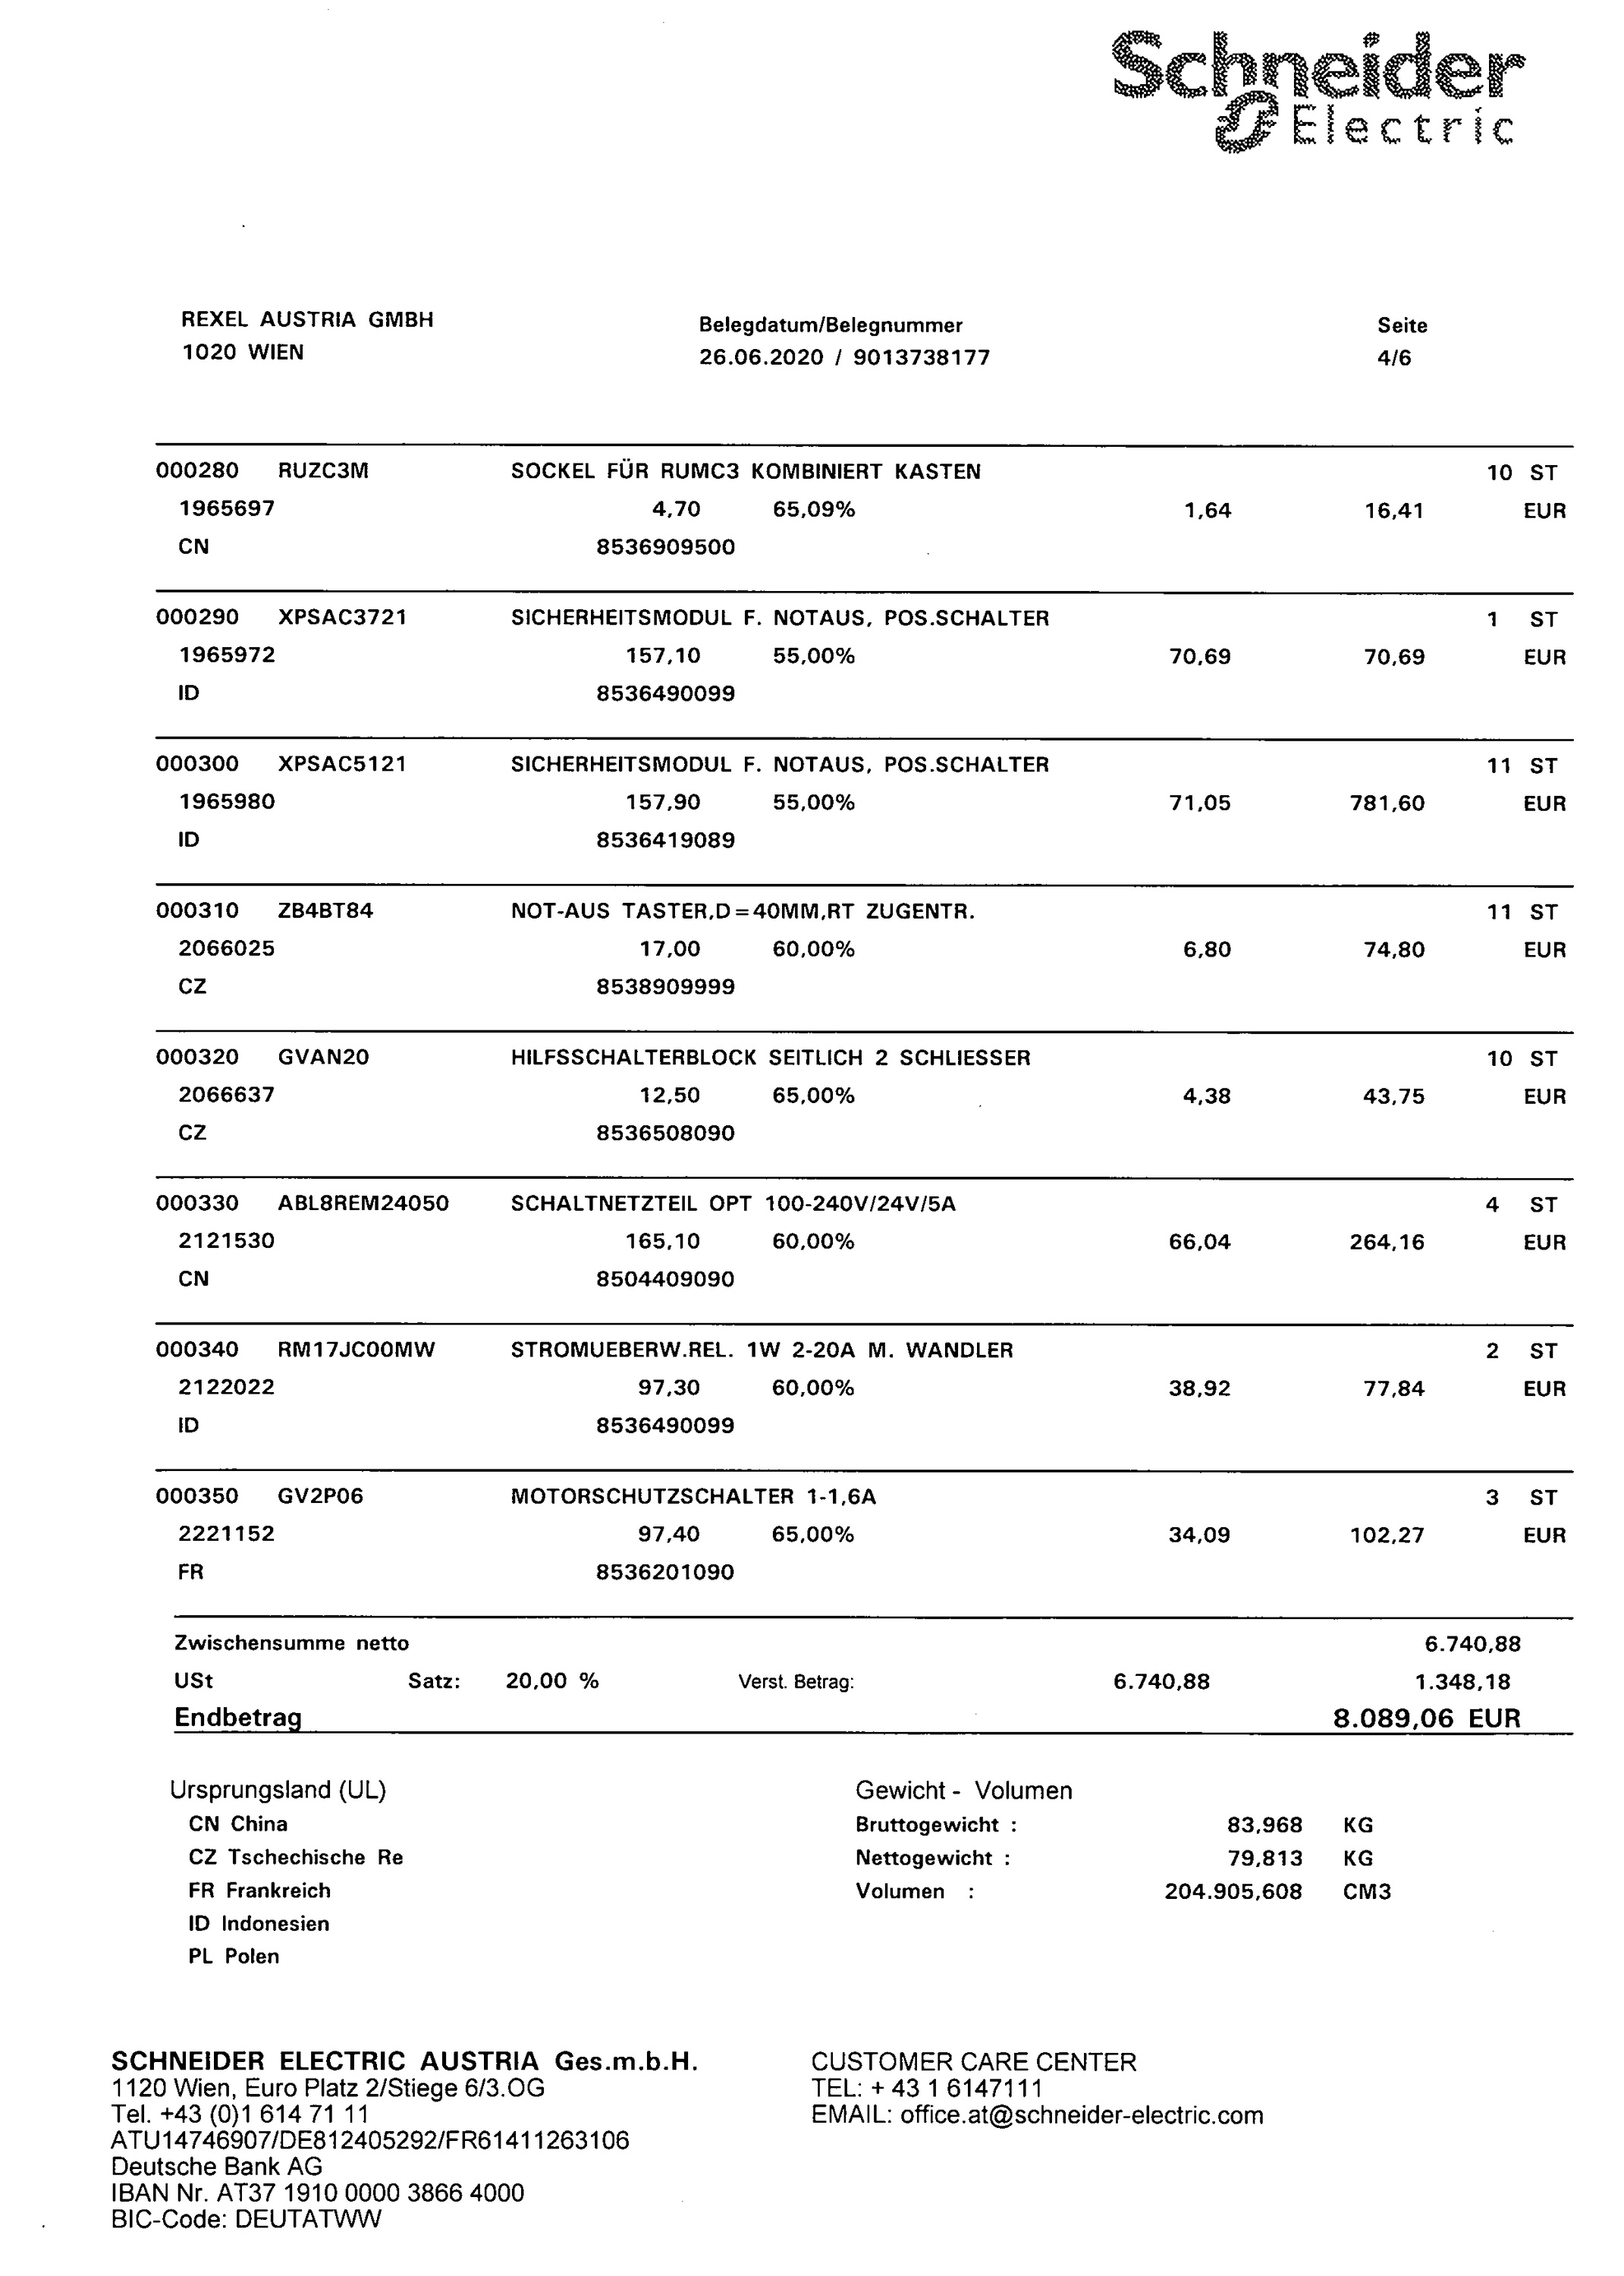 Schneider
Electric
REXEL AUSTRIA GMBH
1020 WIEN
Belegdatum/Belegnummer
26.06.2020 / 9013738177
Seite
4/6
000280 RUZC3M SOCKEL FÜR RUMC3 KOMBINIERT KASTEN 10 ST
1965697 4,70 65,09% 1,64 16,41 EUR
CN 8536909500
000290 XPSAC3721 SICHERHEITSMODUL F. NOTAUS, POS.SCHALTER 1 ST
1965972 157,10 55,00% 70,69 70,69 EUR
ID 8536490099
000300 XPSAC5121 SICHERHEITSMODUL F. NOTAUS, POS.SCHALTER 11 ST
1965980 157,90 55,00% 71,05 781,60 EUR
ID 8536419089
000310 ZB4BT84 NOT-AUS TASTER,D=40MM,RT ZUGENTR. 11 ST
2066025 17,00 60,00% 6,80 74,80 EUR
CZ 8538909999
000320 GVAN20 HILFSSCHALTERBLOCK SEITLICH 2 SCHLIESSER 10 ST
2066637 12,50 65,00% 4,38 43,75 EUR
CZ 8536508090
000330 ABL8REM24050 SCHALTNETZTEIL OPT 100-240V/24V/5A 4 ST
2121530 165,10 60,00% 66,04 264,16 EUR
CN 8504409090
000340 RM17JC00MW STROMUEBERW.REL. 1W 2-20A M. WANDLER 2 ST
2122022 97,30 60,00% 38,92 77,84 EUR
ID 8536490099
000350 GV2P06 MOTORSCHUTZSCHALTER 1-1,6A 3 ST
2221152 97,40 65,00% 34,09 102,27 EUR
FR 8536201090
Zwischensumme netto 6.740,88
USt Satz: 20,00 % Verst. Betrag: 6.740,88 1.348,18
Endbetrag 8.089,06 EUR
Ursprungsland (UL)
CN China
CZ Tschechische Re
FR Frankreich
ID Indonesien
PL Polen
Gewicht - Volumen
Bruttogewicht : 83,968 KG
Nettogewicht : 79,813 KG
Volumen : 204.905,608 CM3
SCHNEIDER ELECTRIC AUSTRIA Ges.m.b.H.
1120 Wien, Euro Platz 2/Stiege 6/3.OG
Tel. +43 (0)1 614 71 11
ATU14746907/DE812405292/FR61411263106
Deutsche Bank AG
IBAN Nr. AT37 1910 0000 3866 4000
BIC-Code: DEUTATWW
CUSTOMER CARE CENTER
TEL: + 43 1 6147111
EMAIL: office.at@schneider-electric.com